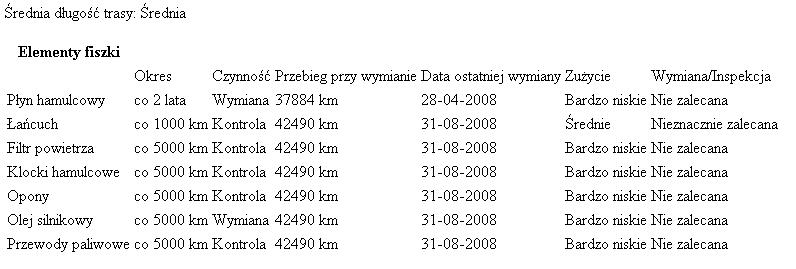 Średnia długość trasy: Średnia
Elementy fiszki
Okres Czynność Przebieg przy wymianie Data ostatniej wymiany Zużycie Wymiana/Inspekcja
Płyn hamulcowy co 2 lata Wymiana 37884 km 28-04-2008 Bardzo niskie Nie zalecana
Łańcuch co 1000 km Kontrola 42490 km 31-08-2008 Średnie Nieznacznie zalecana
Filtr powietrza co 5000 km Kontrola 42490 km 31-08-2008 Bardzo niskie Nie zalecana
Klocki hamulcowe co 5000 km Kontrola 42490 km 31-08-2008 Bardzo niskie Nie zalecana
Opony co 5000 km Kontrola 42490 km 31-08-2008 Bardzo niskie Nie zalecana
Olej silnikowy co 5000 km Wymiana 42490 km 31-08-2008 Bardzo niskie Nie zalecana
Przewody paliwowe co 5000 km Kontrola 42490 km 31-08-2008 Bardzo niskie Nie zalecana